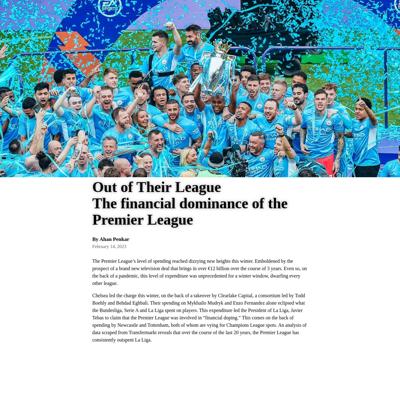 Out of Their League
The financial dominance of the
Premier League
By Ahan Penkar
February 14, 2023
The Premier League's level of spending reached dizzying new heights this winter. Emboldened by the
prospect of a brand new television deal that brings in over €12 billion over the course of 3 years. Even so, on
the back of a pandemic, this level of expenditure was unprecedented for a winter window, dwarfing every
other league.
Chelsea led the charge this winter, on the back of a takeover by Clearlake Capital, a consortium led by Todd
Boehly and Behdad Eghbali. Their spending on Mykhailo Mudryk and Enzo Fernandez alone eclipsed what
the Bundesliga, Serie A and La Liga spent on players. This expenditure led the President of La Liga, Javier
Tebas to claim that the Premier League was involved in "financial doping." This comes on the back of
spending by Newcastle and Tottenham, both of whom are vying for Champions League spots. An analysis of
data scraped from Transfermarkt reveals that over the course of the last 20 years, the Premier League has
consistently outspent La Liga.